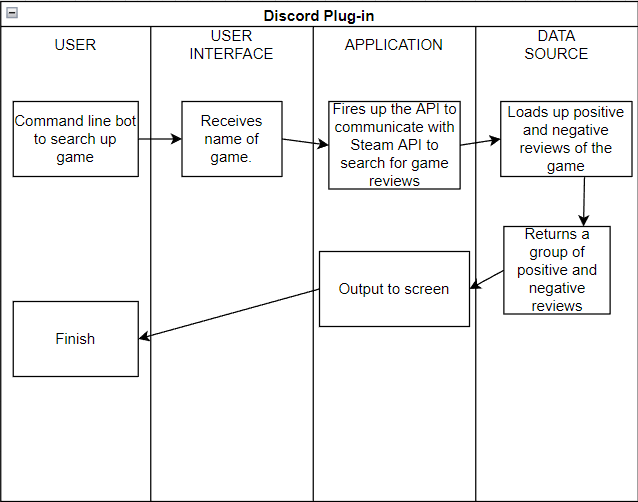 Discord Plug-in
USER
USER
INTERFACE
APPLICATION
DATA
SOURCE
Command line bot
to search up
game
Receives
name of
game.
Fires up the API to
communicate with
Steam API to
search for game
reviews
Loads up positive
and negative
reviews of the
game
Returns a
group of
positive and
negative
reviews
Output to screen
Finish